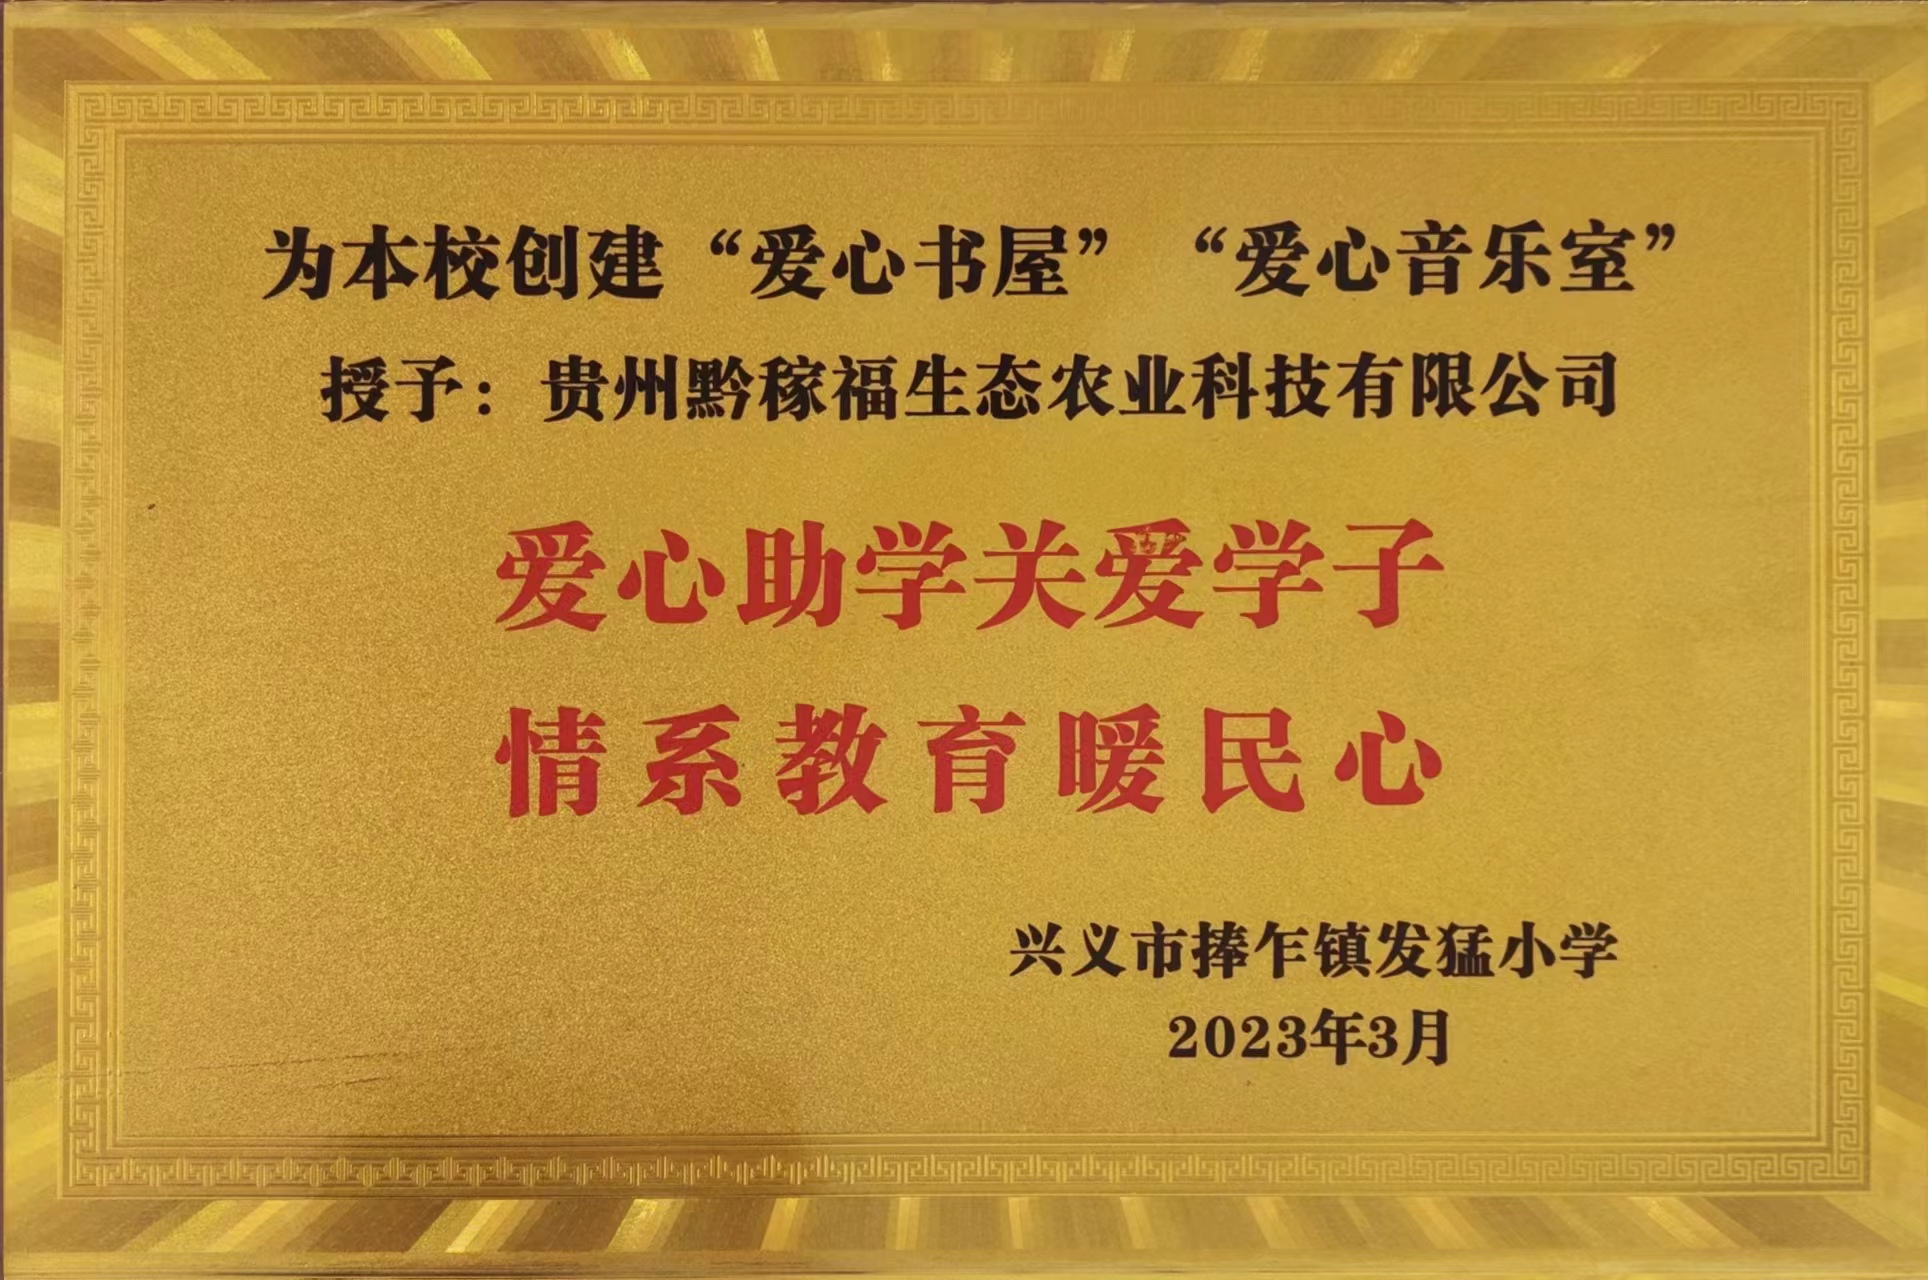 为本校创建“爱心书屋” “爱心音乐室”
授予：贵州黔稼福生态农业科技有限公司
爱心助学关爱学子
情系教育暖民心
兴义市捧乍镇发猛小学
2023年3月